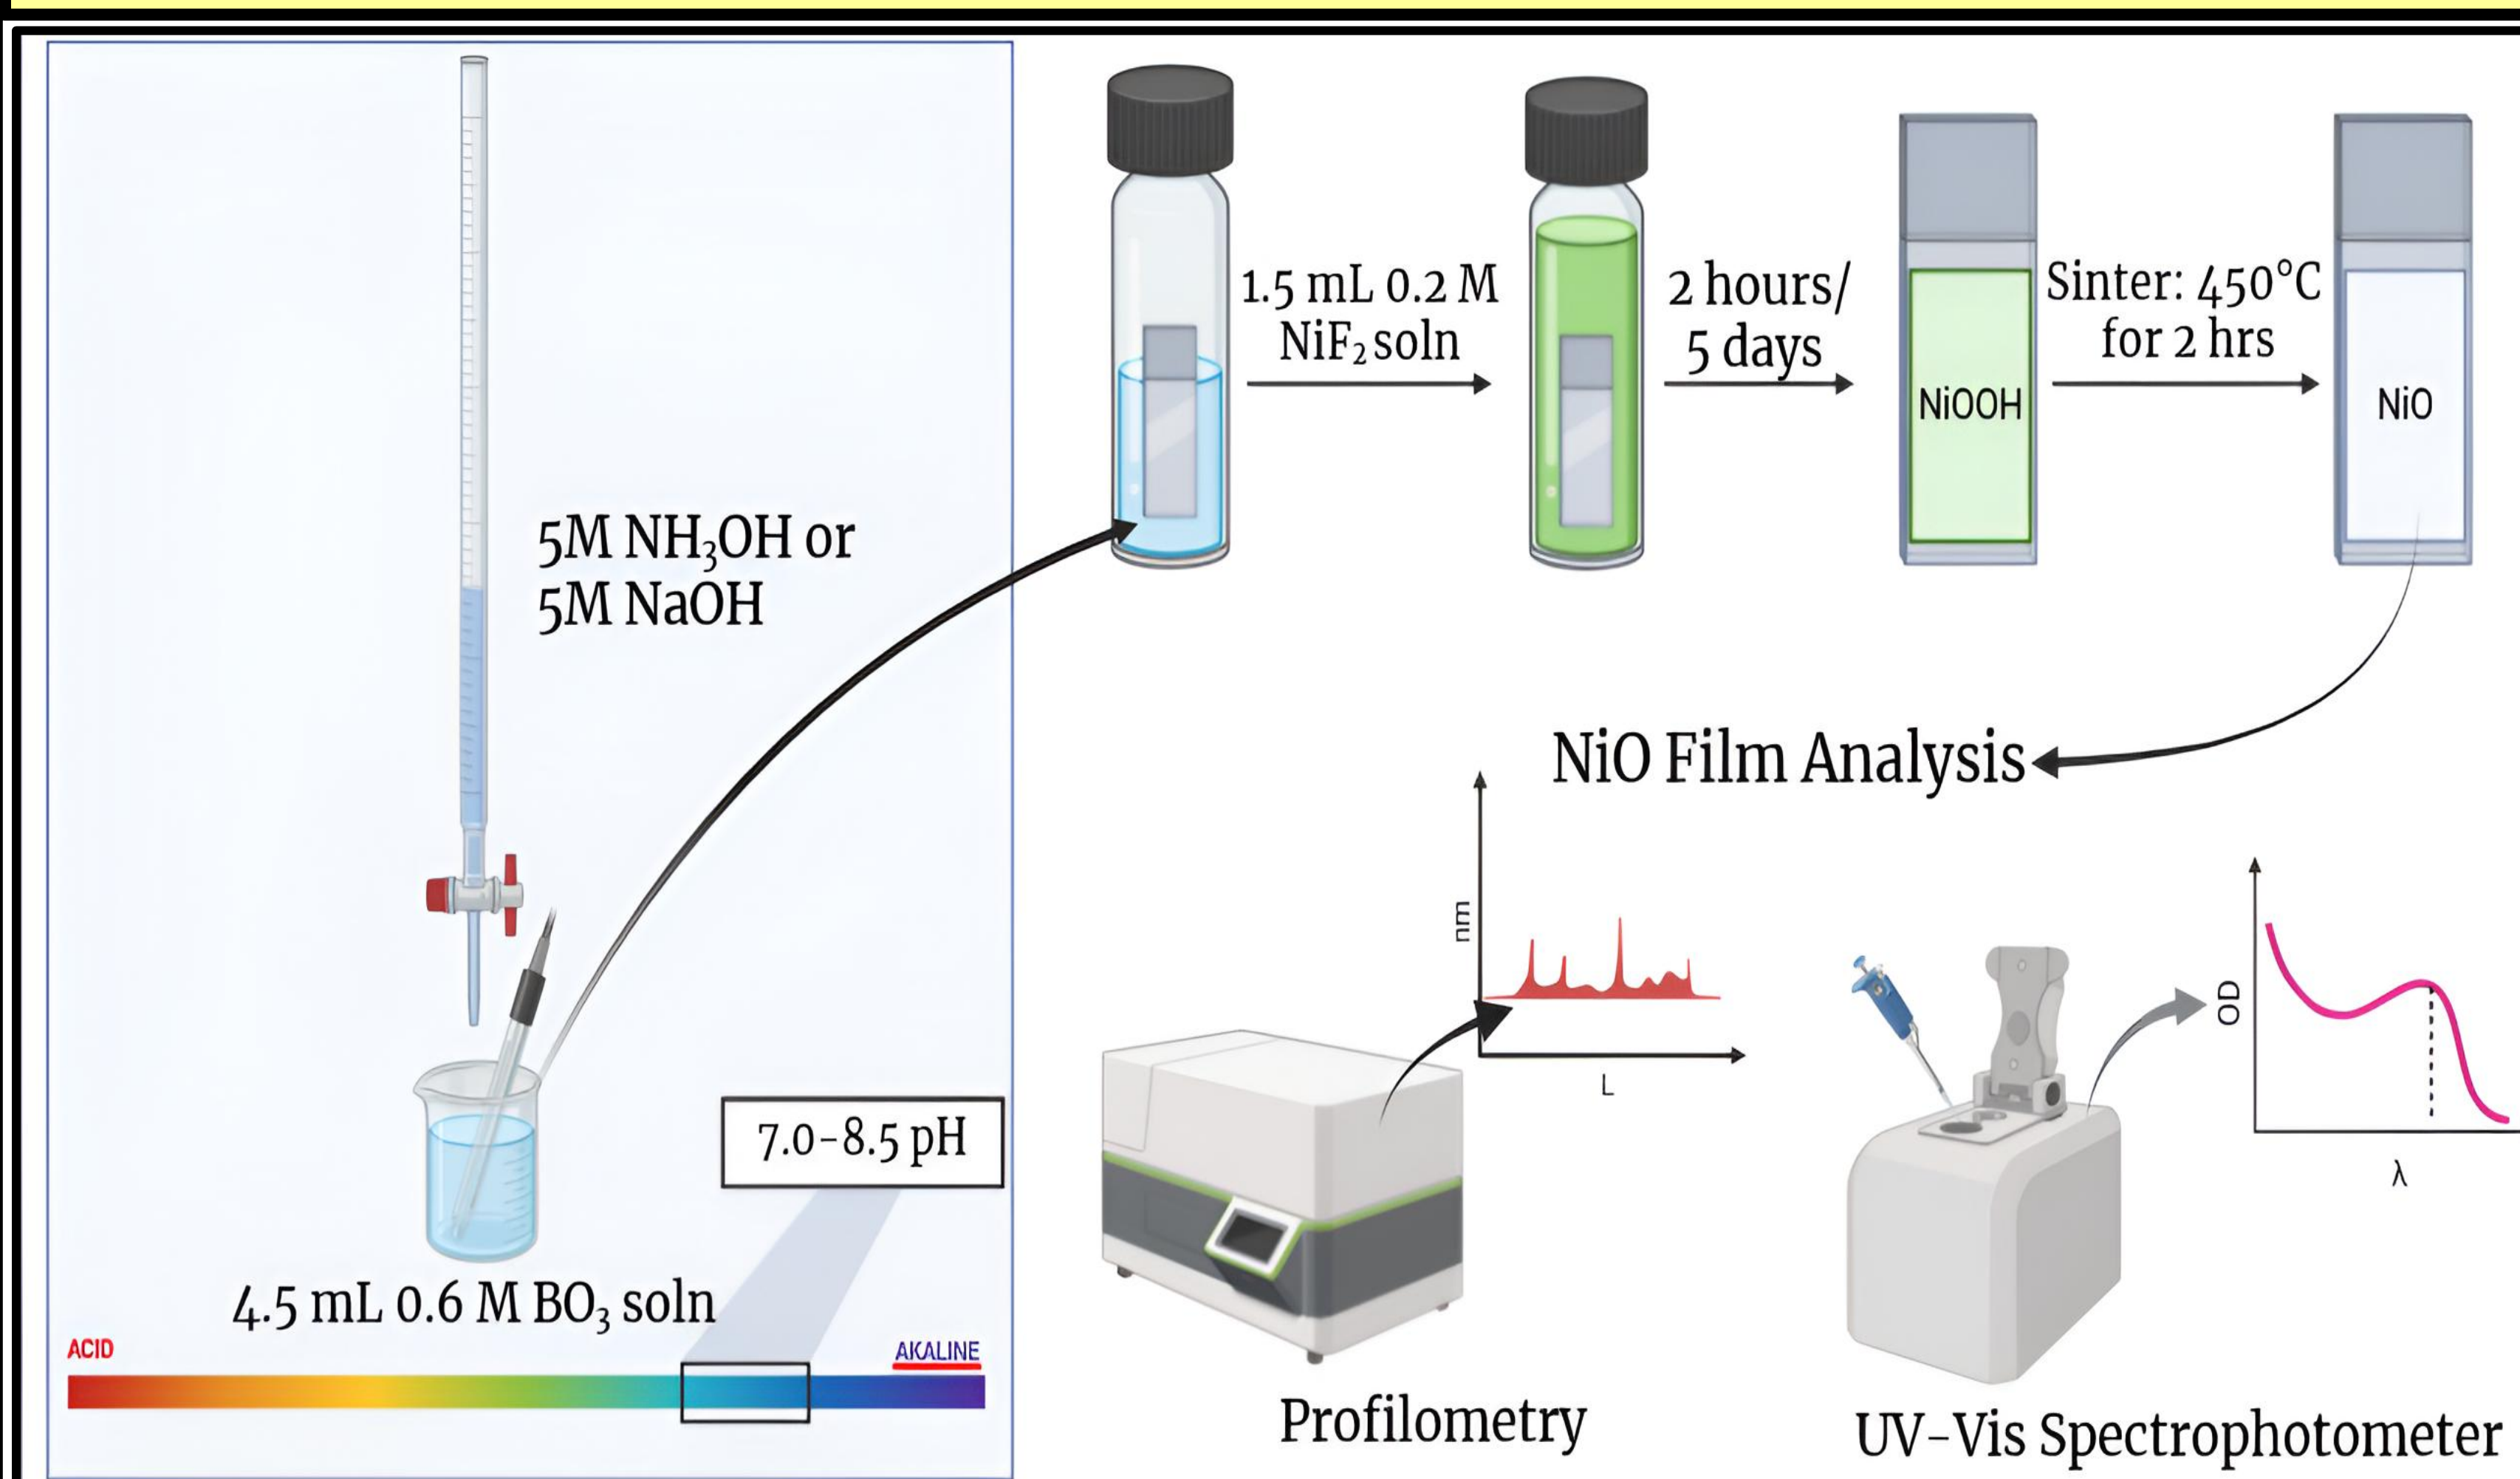 5M NH₃OH or
5M NaOH
4.5 mL 0.6 M BO₃ soln
7.0-8.5 pH
ACID
AKALINE
1.5 mL 0.2 M
NiF₂ soln
2 hours/
5 days
NiOOH
Sinter: 450°C
for 2 hrs
NiO
NiO Film Analysis
nm
L
Profilometry
OD
λ
UV-Vis Spectrophotometer